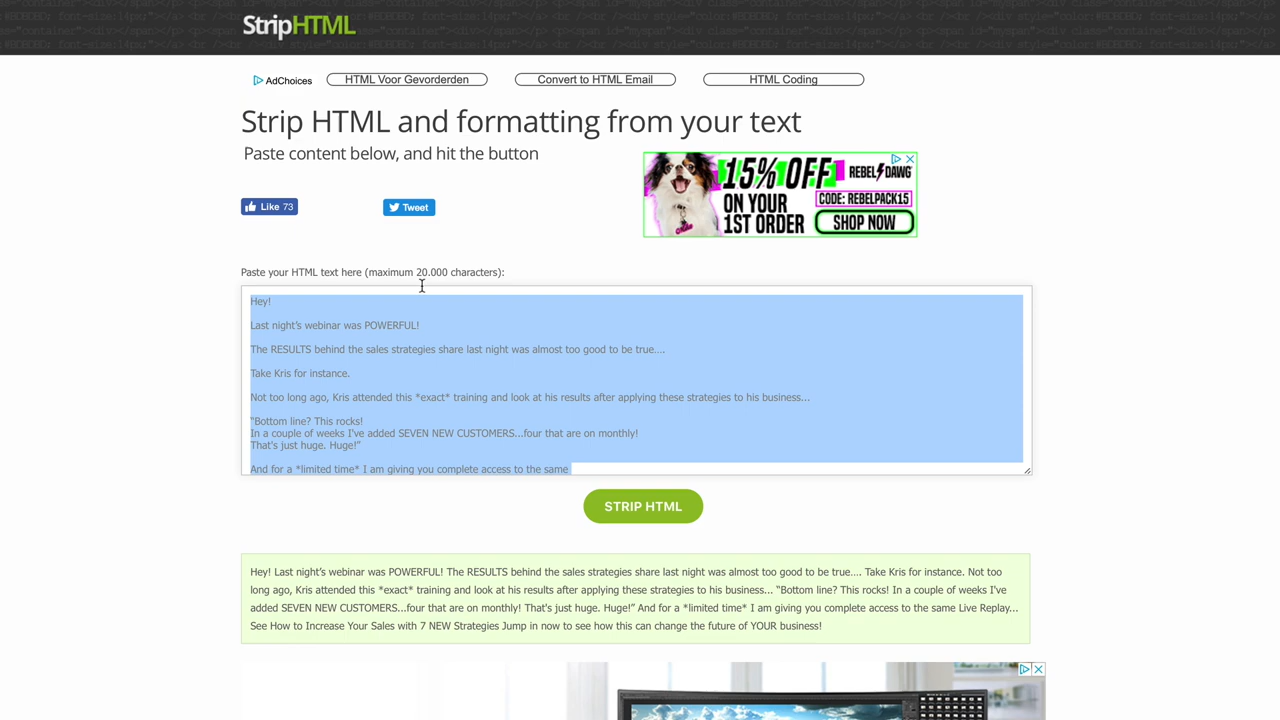 StripHTML
AdChoices
HTML Voor Gevorderden
Convert to HTML Email
HTML Coding
Strip HTML and formatting from your text
Paste content below, and hit the button
15% OFF
ON YOUR
1ST ORDER
REBEL DAWG
CODE: REBELPACK15
SHOP NOW
Like 73
Tweet
Paste your HTML text here (maximum 20.000 characters):
Hey!
Last night's webinar was POWERFUL!
The RESULTS behind the sales strategies share last night was almost too good to be true….
Take Kris for instance.
Not too long ago, Kris attended this *exact* training and look at his results after applying these strategies to his business...
“Bottom line? This rocks!
In a couple of weeks I've added SEVEN NEW CUSTOMERS...four that are on monthly!
That's just huge. Huge!”
And for a *limited time* I am giving you complete access to the same
STRIP HTML
Hey! Last night's webinar was POWERFUL! The RESULTS behind the sales strategies share last night was almost too good to be true…. Take Kris for instance. Not too
long ago, Kris attended this *exact* training and look at his results after applying these strategies to his business... “Bottom line? This rocks! In a couple of weeks I've
added SEVEN NEW CUSTOMERS...four that are on monthly! That's just huge. Huge!” And for a *limited time* I am giving you complete access to the same Live Replay...
See How to Increase Your Sales with 7 NEW Strategies Jump in now to see how this can change the future of YOUR business!